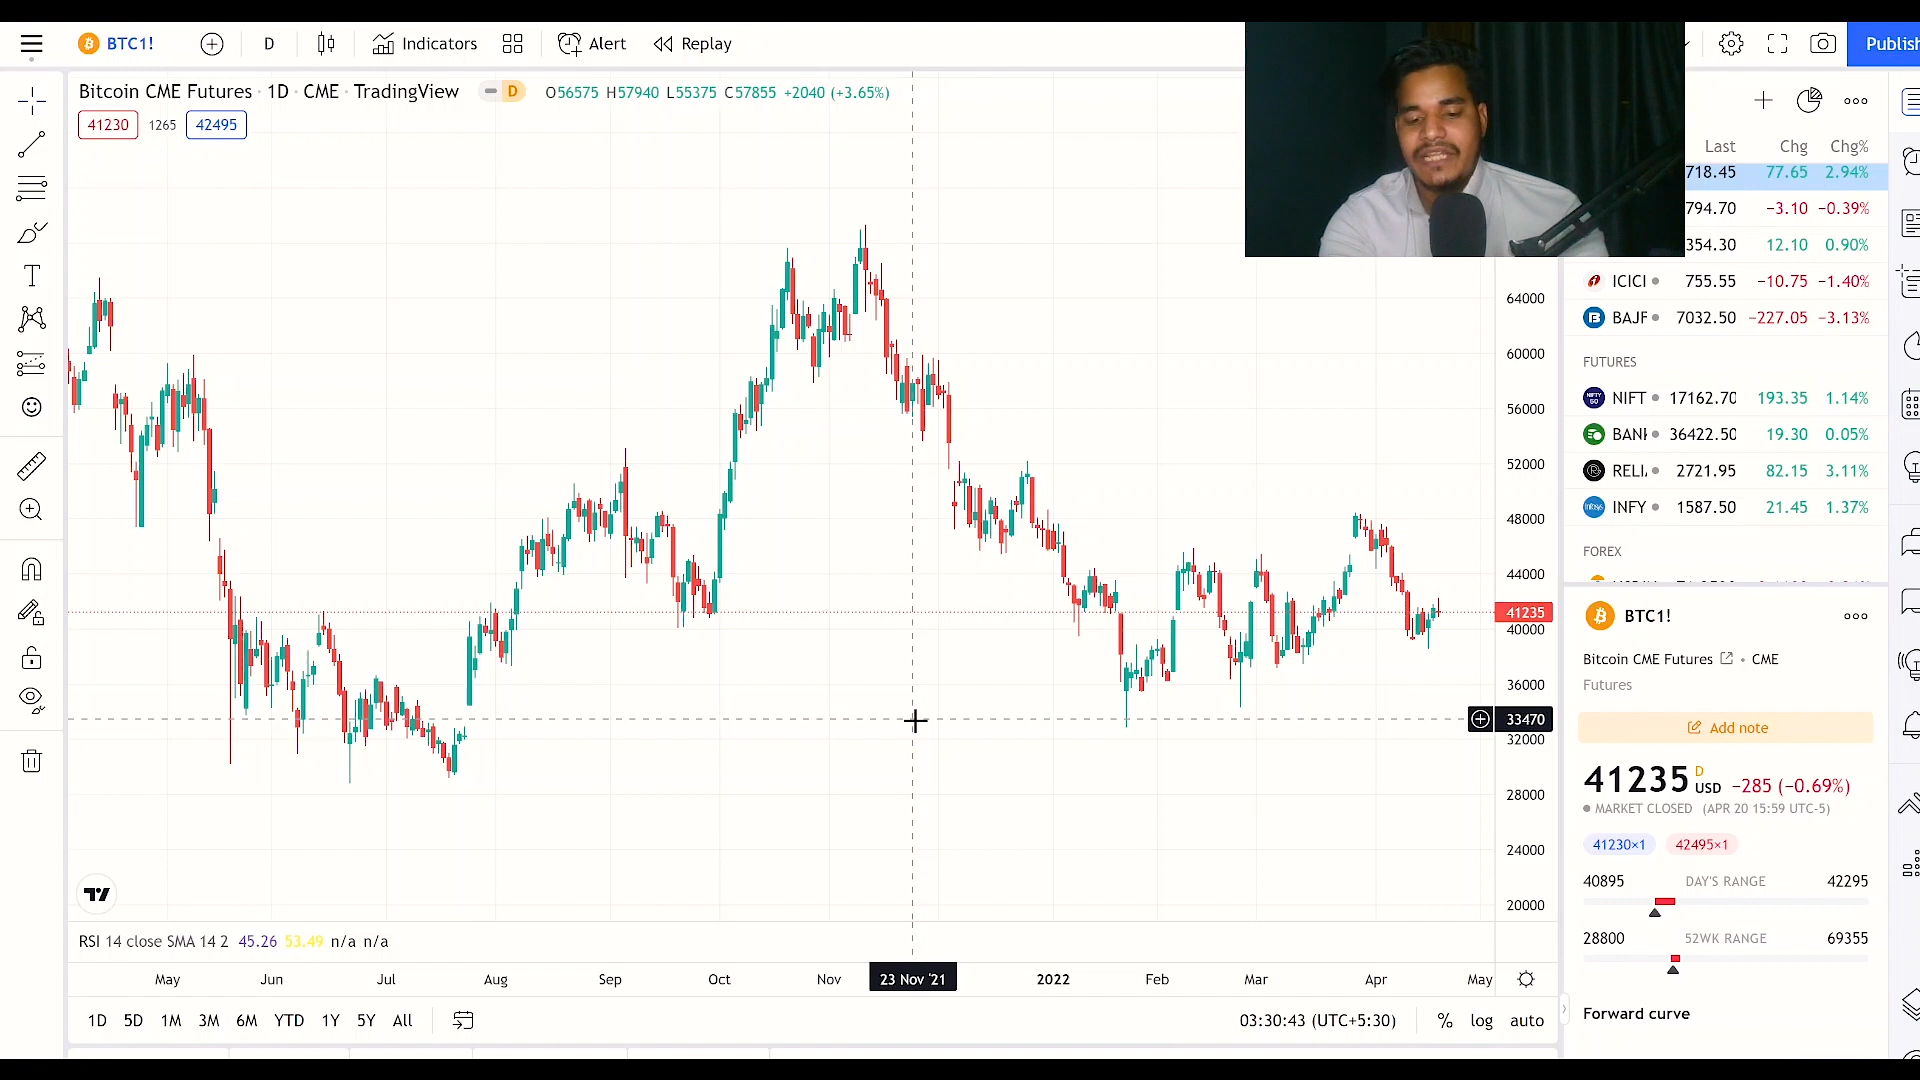 BTC1!
D
Indicators
Alert
Replay
Publish
Bitcoin CME Futures · 1D · CME · TradingView
D
O56575 H57940 L55375 C57855 +2040 (+3.65%)
41230 1265 42495
Last Chg Chg%
718.45 77.65 2.94%
794.70 −3.10 −0.39%
354.30 12.10 0.90%
ICICI 755.55 −10.75 −1.40%
BAJF 7032.50 −227.05 −3.13%
FUTURES
NIFT 17162.70 193.35 1.14%
BANK 36422.50 19.30 0.05%
RELI 2721.95 82.15 3.11%
INFY 1587.50 21.45 1.37%
FOREX
64000
60000
56000
52000
48000
44000
41235
40000
36000
33470
32000
28000
24000
20000
BTC1!
Bitcoin CME Futures • CME
Futures
Add note
41235 D USD −285 (−0.69%)
MARKET CLOSED (APR 20 15:59 UTC-5)
41230×1 42495×1
40895 DAY'S RANGE 42295
28800 52WK RANGE 69355
Forward curve
RSI 14 close SMA 14 2 45.26 53.49 n/a n/a
May Jun Jul Aug Sep Oct Nov 23 Nov '21 2022 Feb Mar Apr May
1D 5D 1M 3M 6M YTD 1Y 5Y All
03:30:43 (UTC+5:30) % log auto